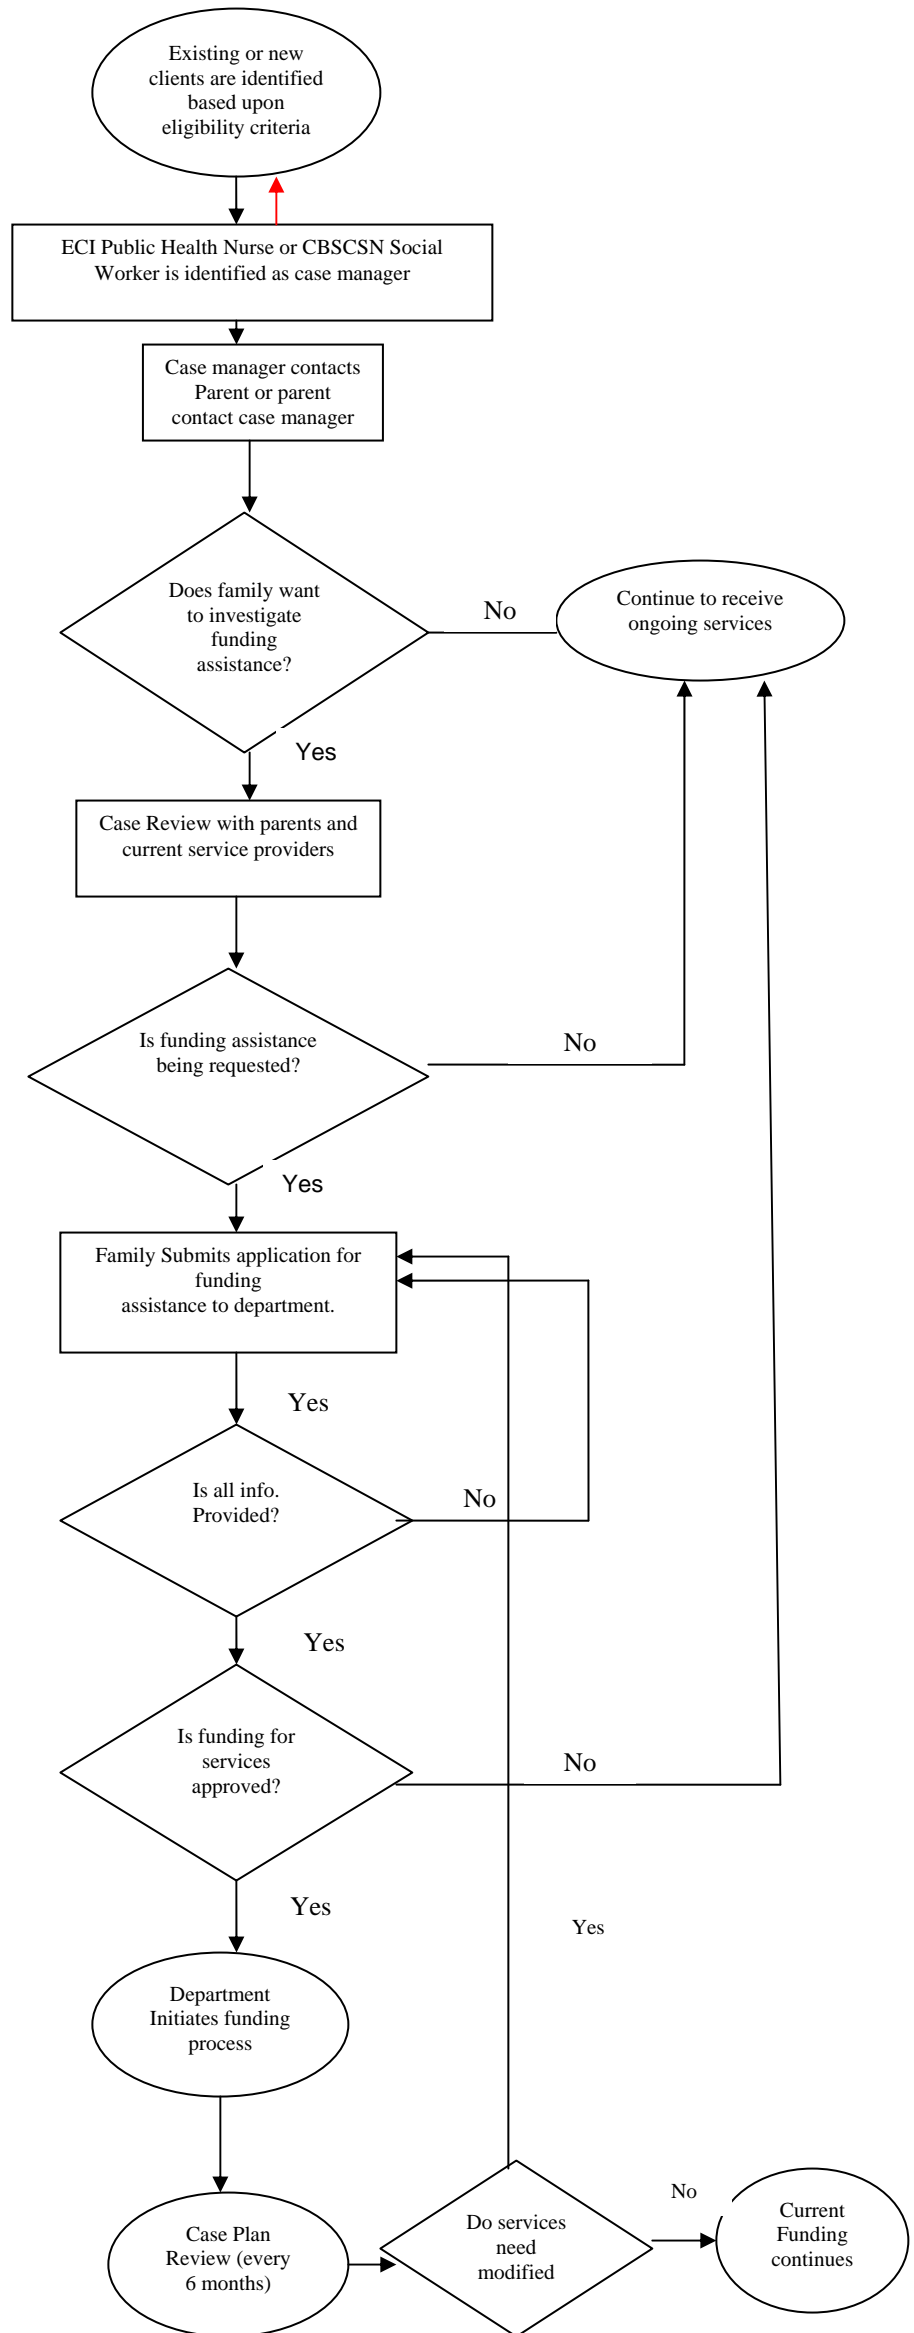 Existing or new
clients are identified
based upon
eligibility criteria
ECI Public Health Nurse or CBSCSN Social
Worker is identified as case manager
Case manager contacts
Parent or parent
contact case manager
Does family want
to investigate
funding
assistance?
No
Continue to receive
ongoing services
Yes
Case Review with parents and
current service providers
Is funding assistance
being requested?
No
Yes
Family Submits application for
funding
assistance to department.
Yes
Is all info.
Provided?
No
Yes
Is funding for
services
approved?
No
Yes
Yes
Department
Initiates funding
process
Case Plan
Review (every
6 months)
Do services
need
modified
No
Current
Funding
continues